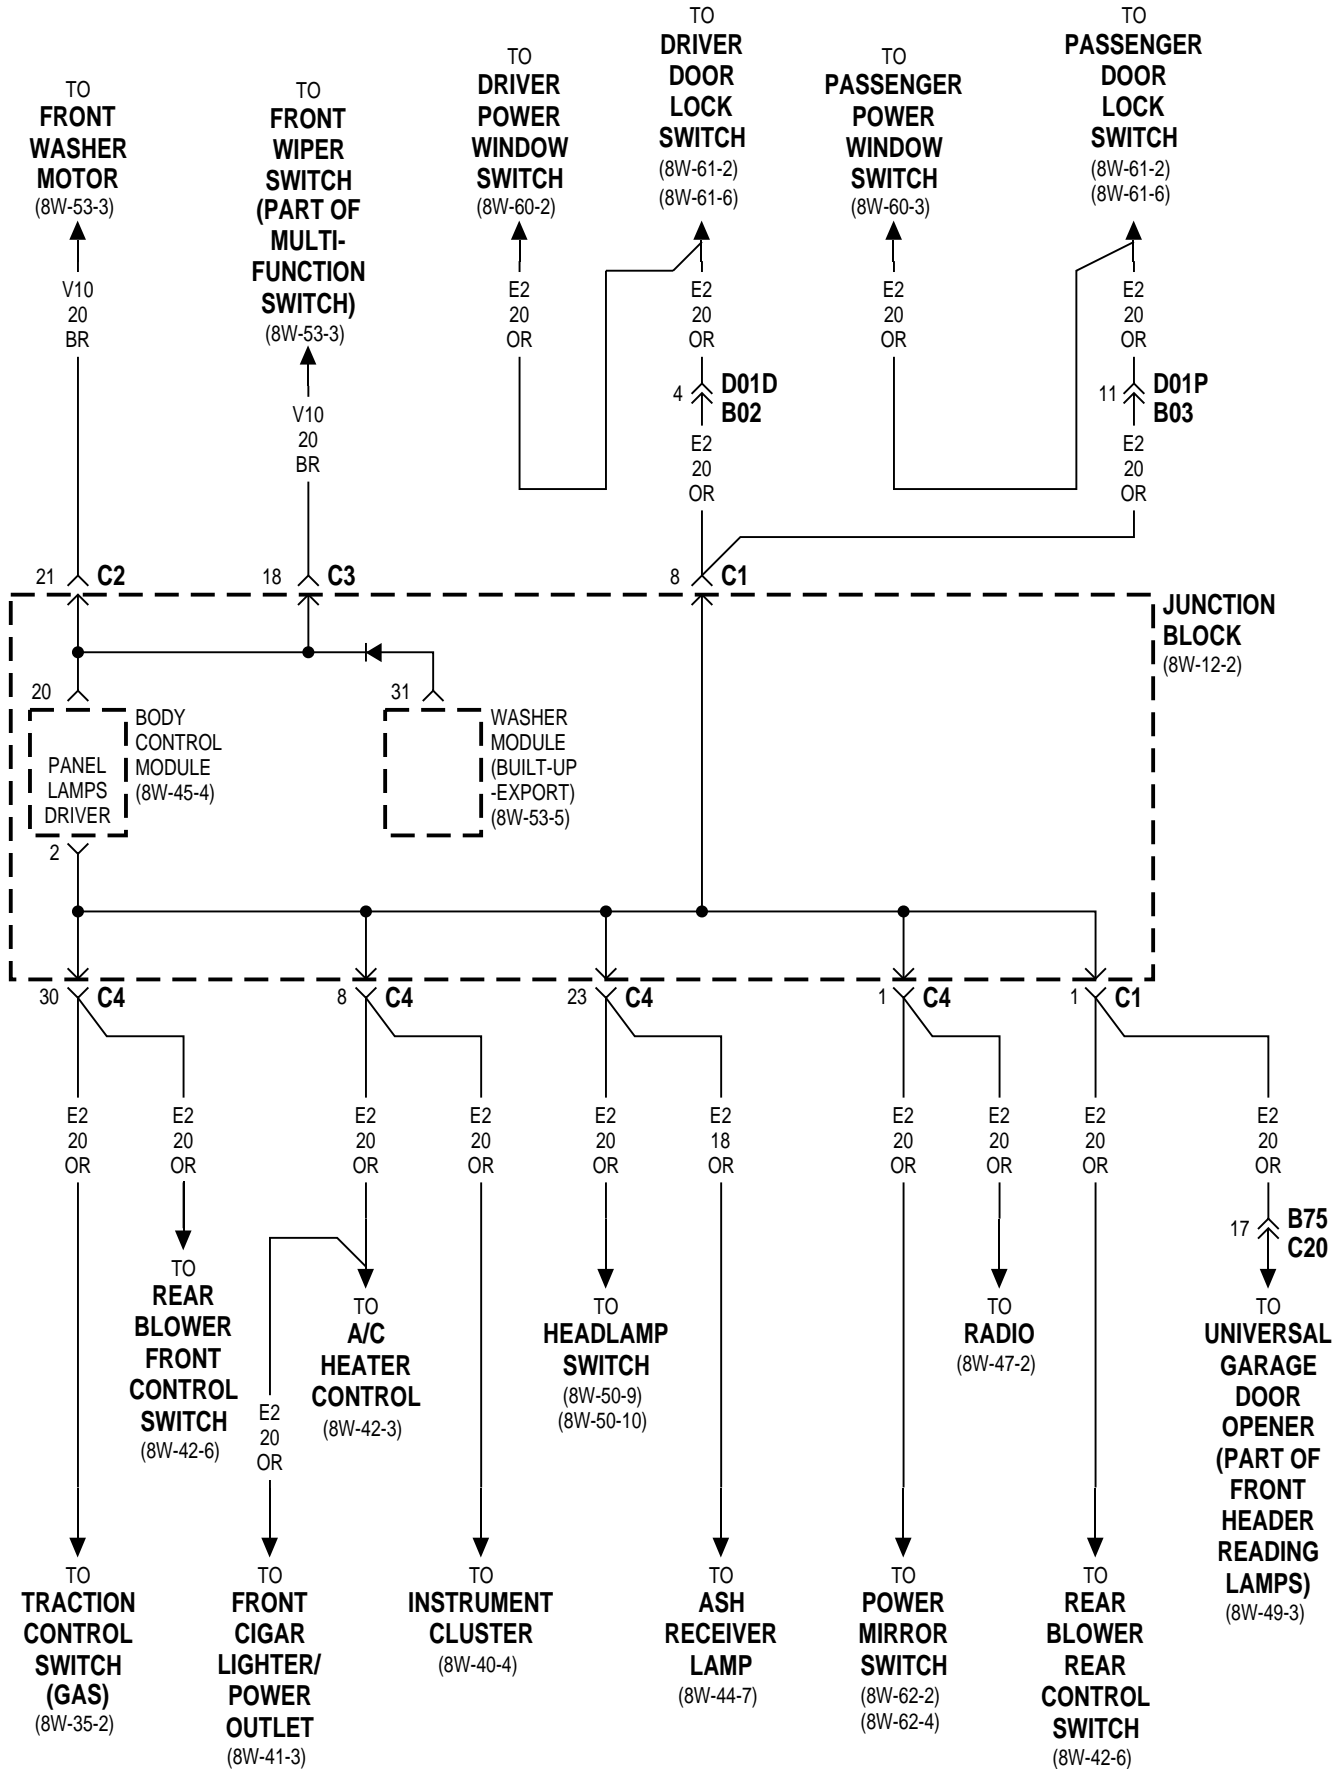 TO
FRONT
WASHER
MOTOR
(8W-53-3)
V10
20
BR
TO
FRONT
WIPER
SWITCH
(PART OF
MULTI-
FUNCTION
SWITCH)
(8W-53-3)
V10
20
BR
TO
DRIVER
POWER
WINDOW
SWITCH
(8W-60-2)
E2
20
OR
TO
DRIVER
DOOR
LOCK
SWITCH
(8W-61-2)
(8W-61-6)
E2
20
OR
4
D01D
B02
E2
20
OR
TO
PASSENGER
POWER
WINDOW
SWITCH
(8W-60-3)
E2
20
OR
TO
PASSENGER
DOOR
LOCK
SWITCH
(8W-61-2)
(8W-61-6)
E2
20
OR
11
D01P
B03
E2
20
OR
21 C2
18 C3
8 C1
JUNCTION
BLOCK
(8W-12-2)
20
PANEL
LAMPS
DRIVER
BODY
CONTROL
MODULE
(8W-45-4)
2
31
WASHER
MODULE
(BUILT-UP
-EXPORT)
(8W-53-5)
30 C4
8 C4
23 C4
1 C4
1 C1
E2
20
OR
E2
20
OR
E2
20
OR
E2
20
OR
E2
20
OR
E2
18
OR
E2
20
OR
E2
20
OR
E2
20
OR
E2
20
OR
17
B75
C20
TO
REAR
BLOWER
FRONT
CONTROL
SWITCH
(8W-42-6)
E2
20
OR
TO
A/C
HEATER
CONTROL
(8W-42-3)
TO
HEADLAMP
SWITCH
(8W-50-9)
(8W-50-10)
TO
RADIO
(8W-47-2)
TO
UNIVERSAL
GARAGE
DOOR
OPENER
(PART OF
FRONT
HEADER
READING
LAMPS)
(8W-49-3)
TO
TRACTION
CONTROL
SWITCH
(GAS)
(8W-35-2)
TO
FRONT
CIGAR
LIGHTER/
POWER
OUTLET
(8W-41-3)
TO
INSTRUMENT
CLUSTER
(8W-40-4)
TO
ASH
RECEIVER
LAMP
(8W-44-7)
TO
POWER
MIRROR
SWITCH
(8W-62-2)
(8W-62-4)
TO
REAR
BLOWER
REAR
CONTROL
SWITCH
(8W-42-6)